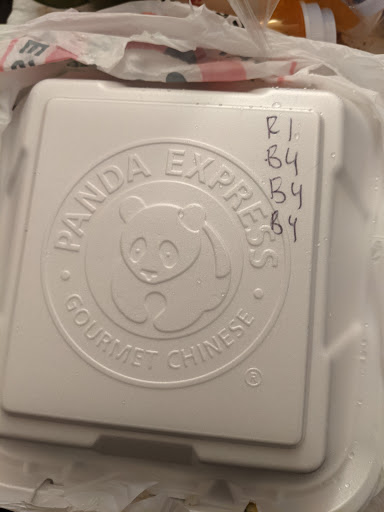 R1
B4
B4
B4
PANDA EXPRESS
GOURMET CHINESE
®